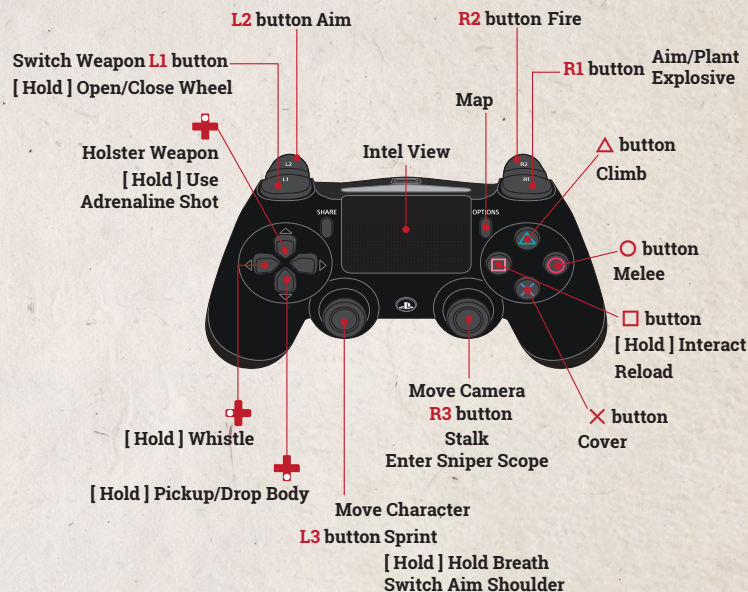 L2 button Aim
R2 button Fire
Switch Weapon L1 button
[ Hold ] Open/Close Wheel
R1 button Aim/Plant
Explosive
Map
Holster Weapon
[ Hold ] Use
Adrenaline Shot
Intel View
△ button
Climb
L2
L1
R2
R1
SHARE
OPTIONS
○ button
Melee
□ button
[ Hold ] Interact
Reload
Move Camera
R3 button
Stalk
Enter Sniper Scope
✕ button
Cover
[ Hold ] Whistle
[ Hold ] Pickup/Drop Body
Move Character
L3 button Sprint
[ Hold ] Hold Breath
Switch Aim Shoulder